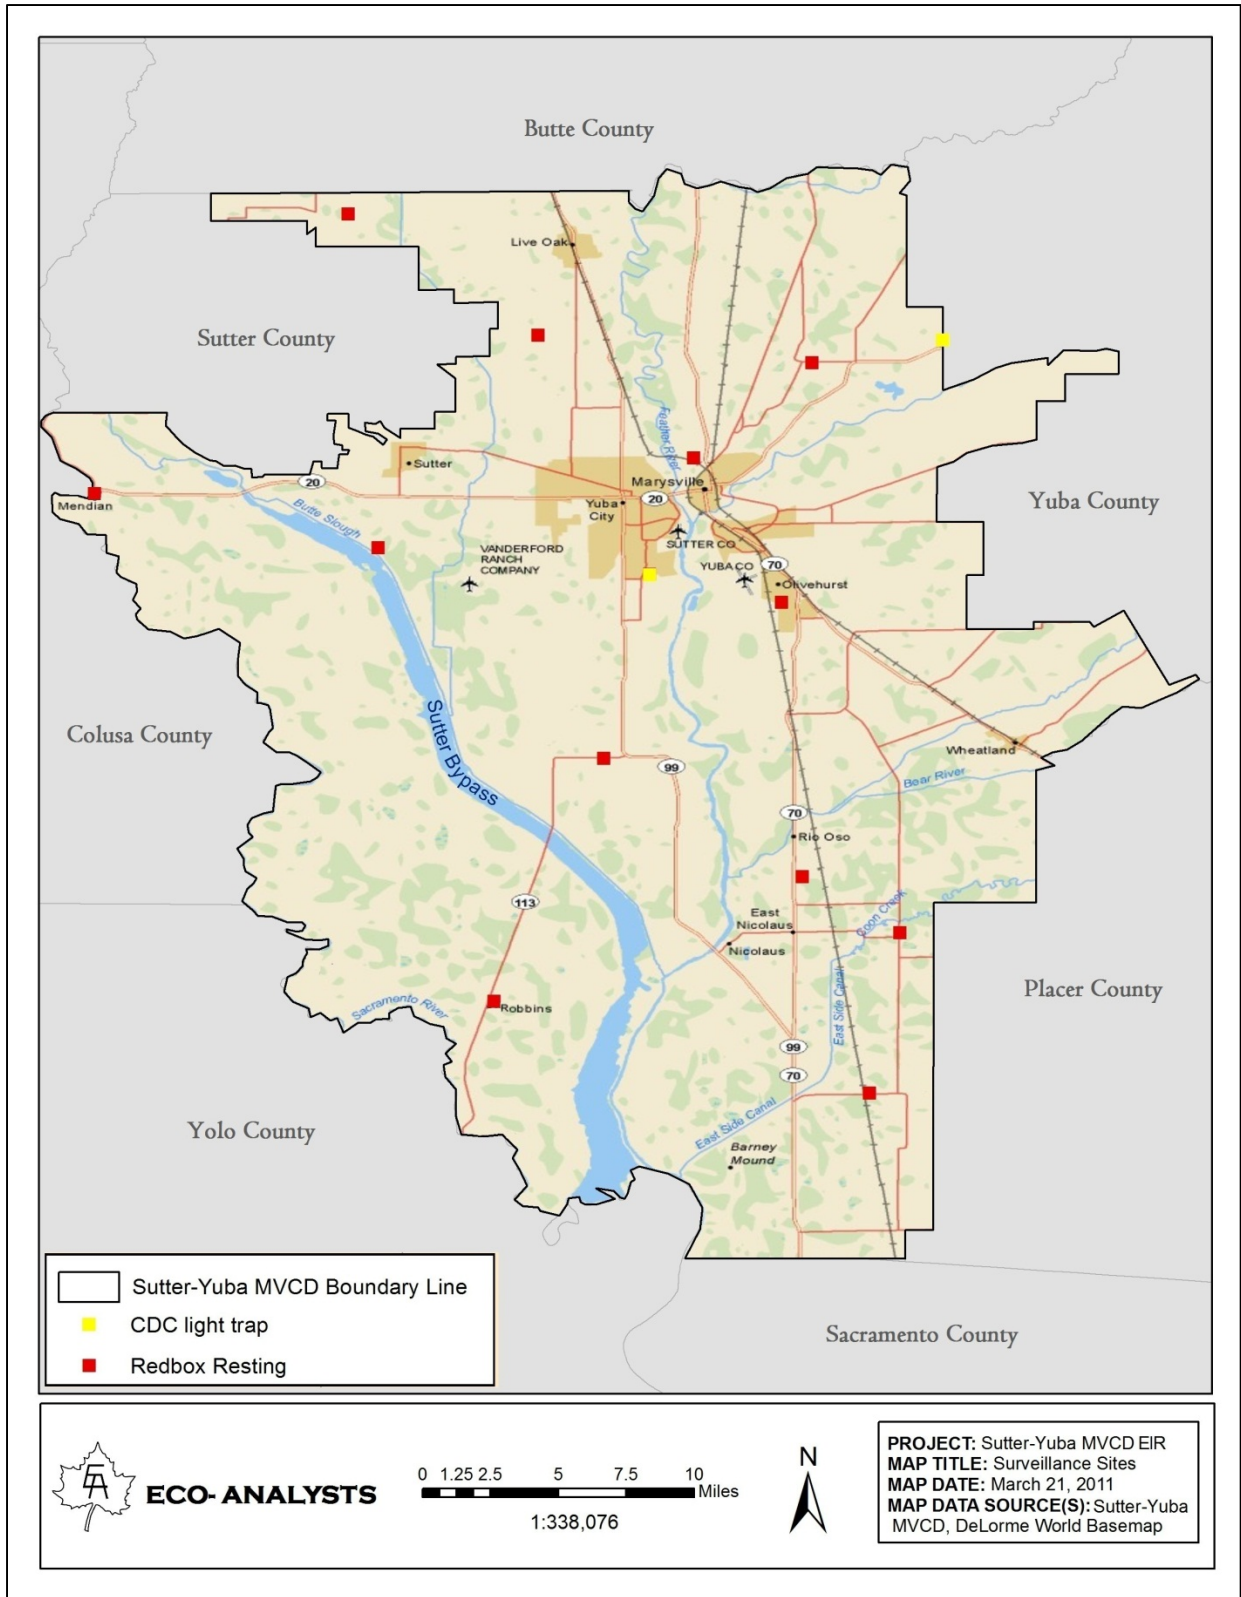 Butte County
Live Oak
Sutter County
Feather River
Sutter
Marysville
20
20
Mendian
Yuba
City
Yuba County
Butte Slough
SUTTER CO
VANDERFORD
RANCH
COMPANY
YUBA CO
70
Olivehurst
Colusa County
Sutter Bypass
Wheatland
99
Bear River
70
Rio Oso
113
East
Nicolaus
Coon Creek
Nicolaus
Placer County
Sacramento River
Robbins
East Side Canal
99
70
Yolo County
East Side Canal
Barney
Mound
Sutter-Yuba MVCD Boundary Line
CDC light trap
Redbox Resting
Sacramento County
EA
ECO-ANALYSTS
0 1.25 2.5 5 7.5 10
Miles
1:338,076
N
PROJECT: Sutter-Yuba MVCD EIR
MAP TITLE: Surveillance Sites
MAP DATE: March 21, 2011
MAP DATA SOURCE(S): Sutter-Yuba
MVCD, DeLorme World Basemap